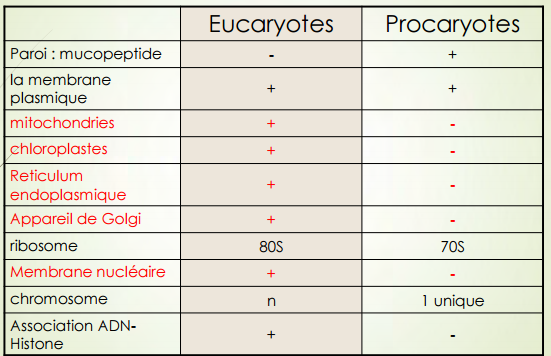 Eucaryotes Procaryotes
Paroi : mucopeptide - +
la membrane
plasmique + +
mitochondries + -
chloroplastes + -
Reticulum
endoplasmique + -
Appareil de Golgi + -
ribosome 80S 70S
Membrane nucléaire + -
chromosome n 1 unique
Association ADN-
Histone + -